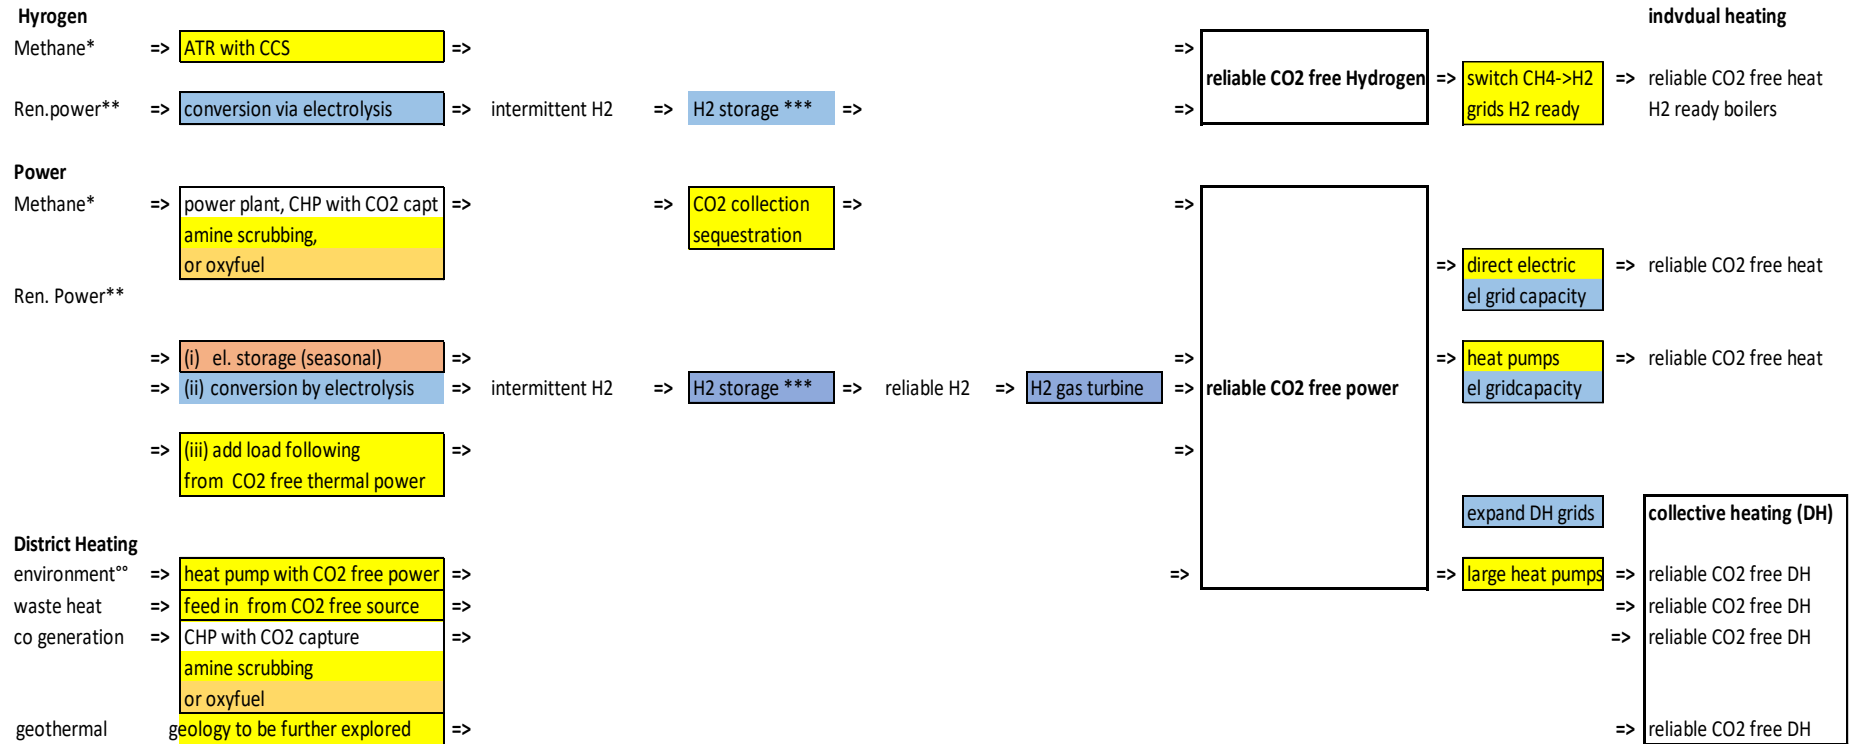 Hyrogen indvdual heating
Methane* => ATR with CCS => =>
reliable CO2 free Hydrogen => switch CH4->H2 => reliable CO2 free heat
Ren.power** => conversion via electrolysis => intermittent H2 => H2 storage *** => => grids H2 ready H2 ready boilers
Power
Methane* => power plant, CHP with CO2 capt => => CO2 collection => =>
amine scrubbing, sequestration
or oxyfuel => direct electric => reliable CO2 free heat
Ren. Power** el grid capacity
=> (i) el. storage (seasonal) => => => heat pumps => reliable CO2 free heat
=> (ii) conversion by electrolysis => intermittent H2 => H2 storage *** => reliable H2 => H2 gas turbine => reliable CO2 free power el gridcapacity
=> (iii) add load following => =>
from CO2 free thermal power
expand DH grids collective heating (DH)
District Heating
environment°° => heat pump with CO2 free power => => => large heat pumps => reliable CO2 free DH
waste heat => feed in from CO2 free source => => reliable CO2 free DH
co generation => CHP with CO2 capture => => reliable CO2 free DH
amine scrubbing
or oxyfuel
geothermal geology to be further explored => => reliable CO2 free DH